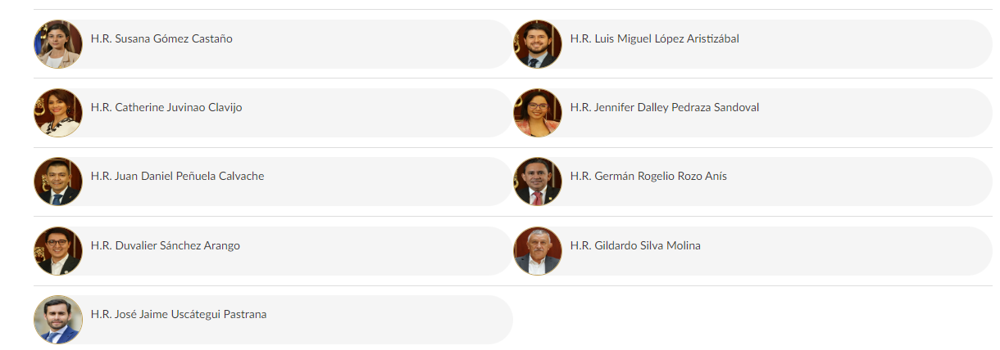 H.R. Susana Gómez Castaño
H.R. Luis Miguel López Aristizábal
H.R. Catherine Juvinao Clavijo
H.R. Jennifer Dalley Pedraza Sandoval
H.R. Juan Daniel Peñuela Calvache
H.R. Germán Rogelio Rozo Anís
H.R. Duvalier Sánchez Arango
H.R. Gildardo Silva Molina
H.R. José Jaime Uscátegui Pastrana